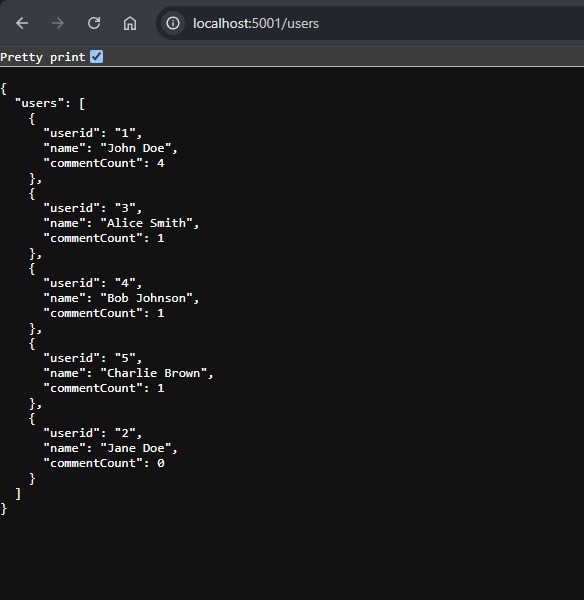 localhost:5001/users
Pretty print
{
  "users": [
    {
      "userid": "1",
      "name": "John Doe",
      "commentCount": 4
    },
    {
      "userid": "3",
      "name": "Alice Smith",
      "commentCount": 1
    },
    {
      "userid": "4",
      "name": "Bob Johnson",
      "commentCount": 1
    },
    {
      "userid": "5",
      "name": "Charlie Brown",
      "commentCount": 1
    },
    {
      "userid": "2",
      "name": "Jane Doe",
      "commentCount": 0
    }
  ]
}